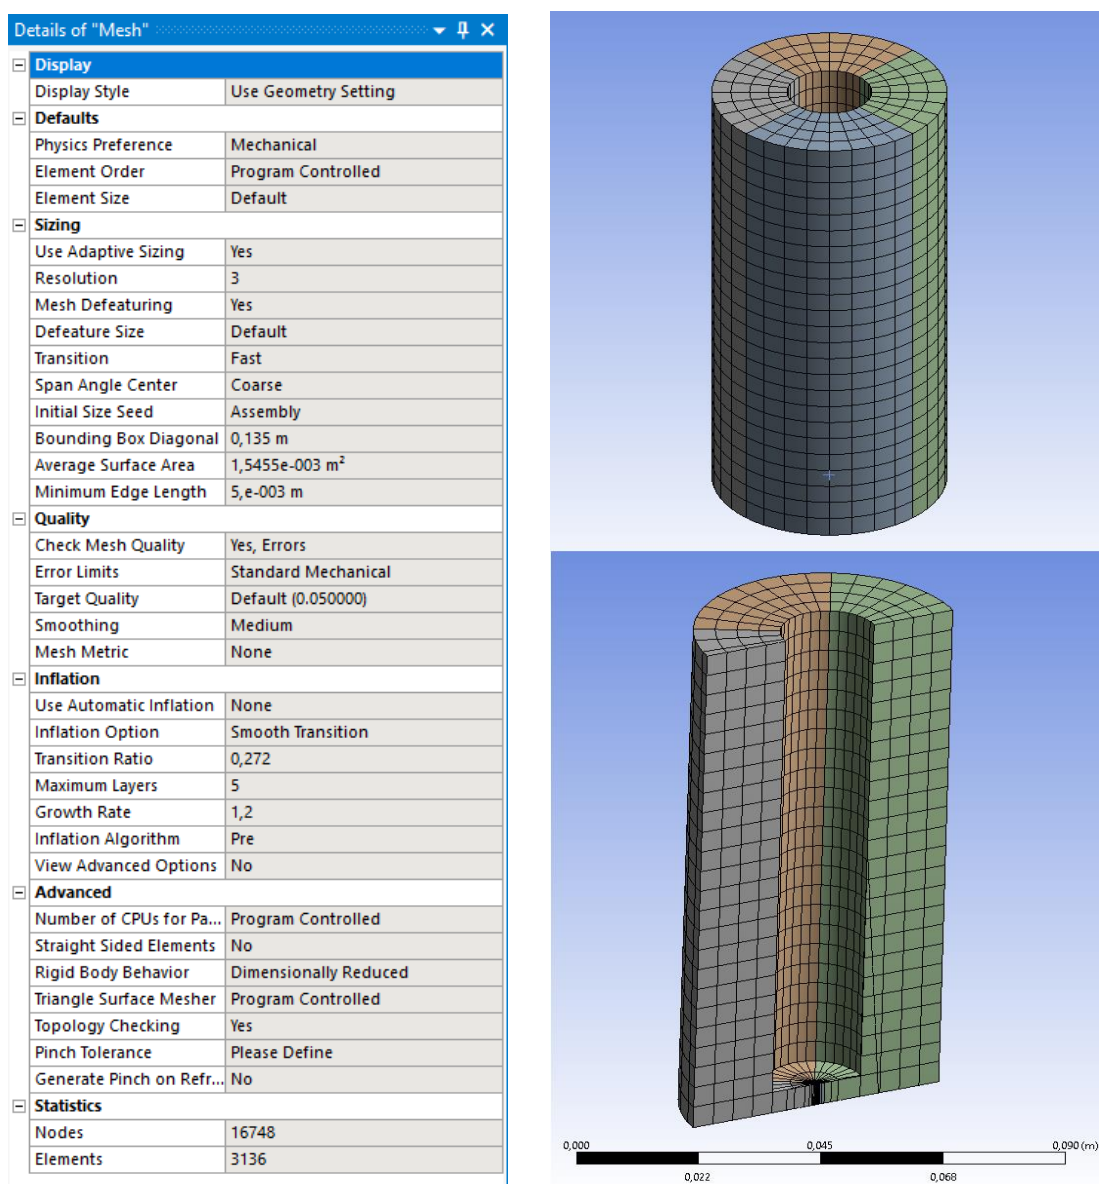 Details of "Mesh"
Display
Display Style Use Geometry Setting
Defaults
Physics Preference Mechanical
Element Order Program Controlled
Element Size Default
Sizing
Use Adaptive Sizing Yes
Resolution 3
Mesh Defeaturing Yes
Defeature Size Default
Transition Fast
Span Angle Center Coarse
Initial Size Seed Assembly
Bounding Box Diagonal 0,135 m
Average Surface Area 1,5455e-003 m²
Minimum Edge Length 5,e-003 m
Quality
Check Mesh Quality Yes, Errors
Error Limits Standard Mechanical
Target Quality Default (0.050000)
Smoothing Medium
Mesh Metric None
Inflation
Use Automatic Inflation None
Inflation Option Smooth Transition
Transition Ratio 0,272
Maximum Layers 5
Growth Rate 1,2
Inflation Algorithm Pre
View Advanced Options No
Advanced
Number of CPUs for Pa... Program Controlled
Straight Sided Elements No
Rigid Body Behavior Dimensionally Reduced
Triangle Surface Mesher Program Controlled
Topology Checking Yes
Pinch Tolerance Please Define
Generate Pinch on Refr... No
Statistics
Nodes 16748
Elements 3136
0,000 0,045 0,090 (m)
0,022 0,068